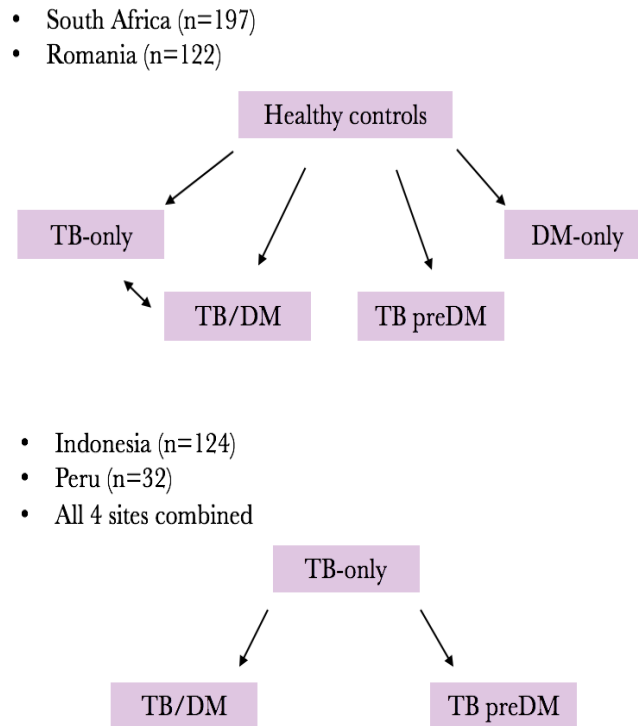 • South Africa (n=197)
• Romania (n=122)
Healthy controls
TB-only
DM-only
TB/DM
TB preDM
• Indonesia (n=124)
• Peru (n=32)
• All 4 sites combined
TB-only
TB/DM
TB preDM